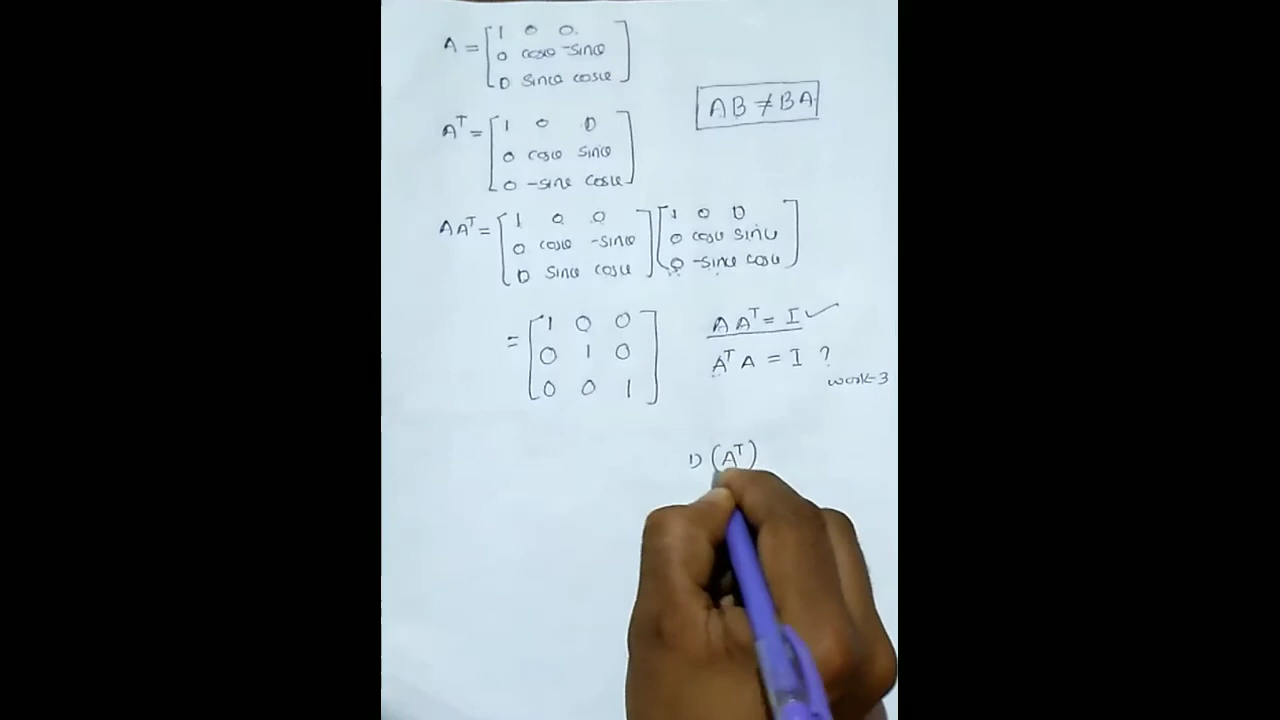 A = [ 1 0 0.
0 cosθ -sinθ
0 sinθ cosθ ]
AB ≠ BA
Aᵀ = [ 1 0 0
0 cosθ sinθ
0 -sinθ cosθ ]
AAᵀ = [ 1 0 0 ] [ 1 0 0 ]
0 cosθ -sinθ 0 cosθ sinθ
0 sinθ cosθ 0 -sinθ cosθ
= [ 1 0 0
0 1 0
0 0 1 ]
A Aᵀ = I ✓
Aᵀ A = I ?
work-3
1) (Aᵀ)